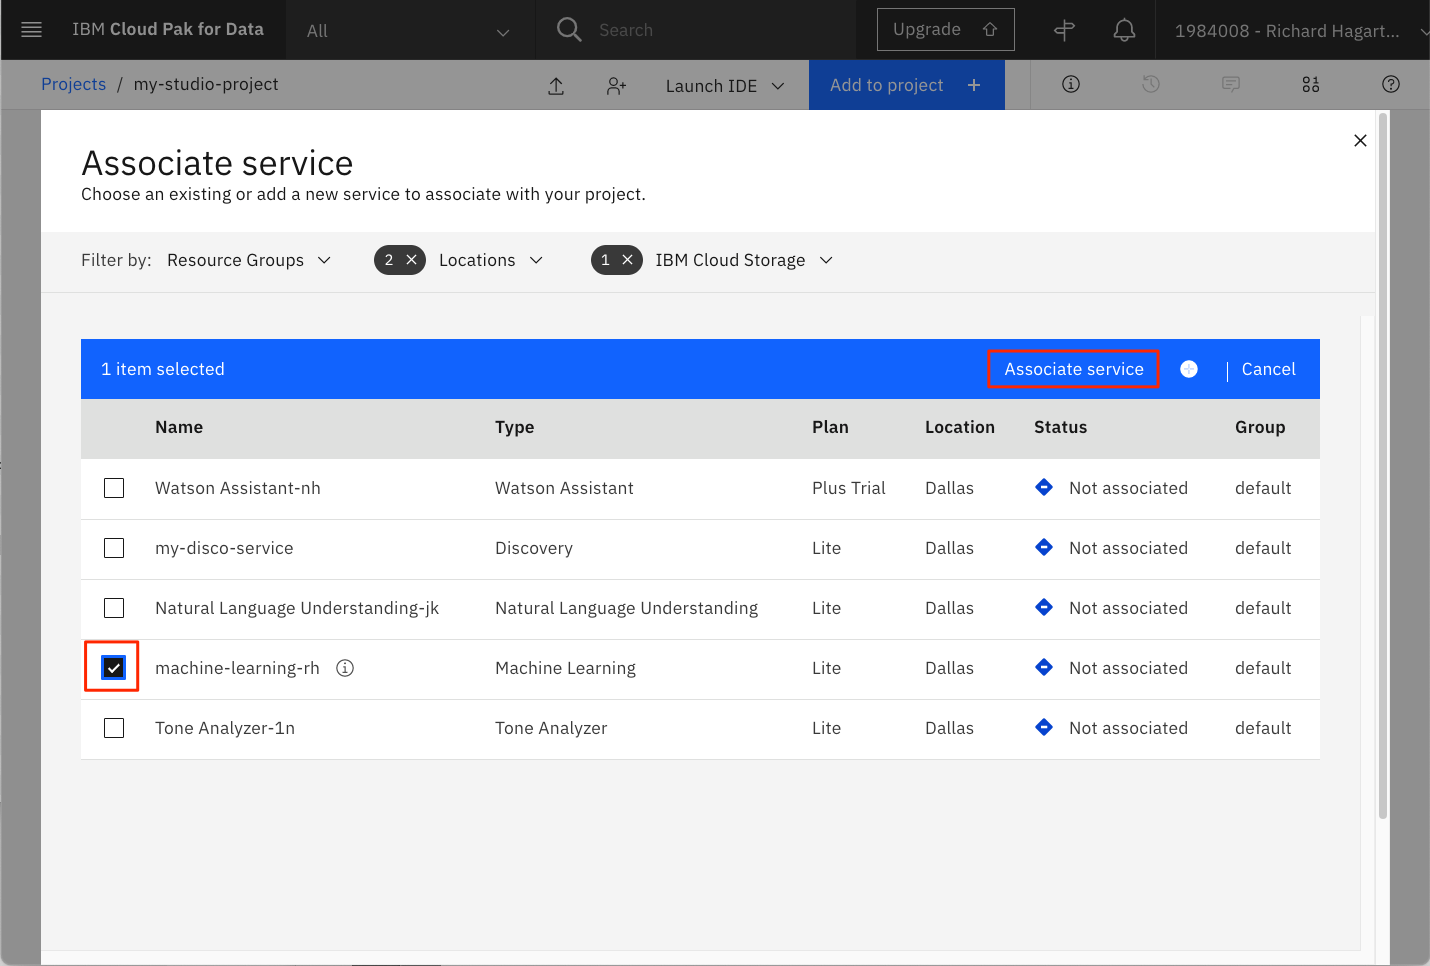 IBM Cloud Pak for Data All Search Upgrade 1984008 - Richard Hagart...
Projects / my-studio-project Launch IDE Add to project +
Associate service
Choose an existing or add a new service to associate with your project.
Filter by: Resource Groups 2 Locations 1 IBM Cloud Storage
1 item selected Associate service | Cancel
Name Type Plan Location Status Group
Watson Assistant-nh Watson Assistant Plus Trial Dallas Not associated default
my-disco-service Discovery Lite Dallas Not associated default
Natural Language Understanding-jk Natural Language Understanding Lite Dallas Not associated default
machine-learning-rh Machine Learning Lite Dallas Not associated default
Tone Analyzer-1n Tone Analyzer Lite Dallas Not associated default